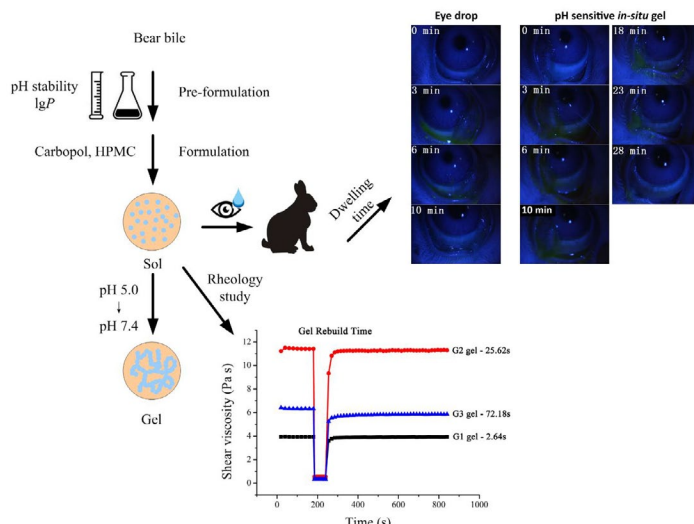 Bear bile
pH stability
lgP
Pre-formulation
Carbopol, HPMC
Formulation
Sol
pH 5.0
pH 7.4
Gel
Dwelling
time
Rheology
study
Eye drop
0 min
3 min
6 min
10 min
pH sensitive in-situ gel
0 min
3 min
6 min
10 min
18 min
23 min
28 min
Gel Rebuild Time
Shear viscosity (Pa s)
12
10
8
6
4
2
0
G2 gel - 25.62s
G3 gel - 72.18s
G1 gel - 2.64s
0
200
400
600
800
1000
Time (s)